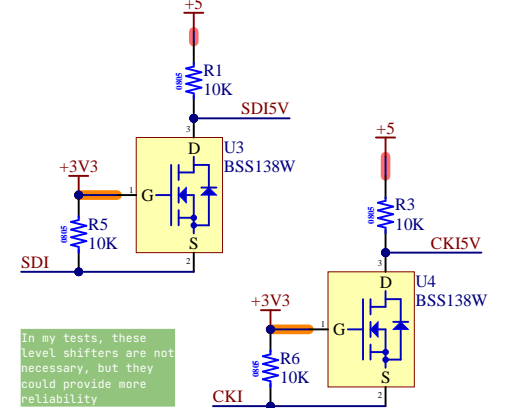 +5
0805
R1
10K
SDI5V
3
D
U3
BSS138W
+3V3
1
G
0805
R5
10K
S
SDI
2
+5
0805
R3
10K
CKI5V
3
D
U4
BSS138W
+3V3
1
G
0805
R6
10K
S
CKI
2
In my tests, these
level shifters are not
necessary, but they
could provide more
reliability